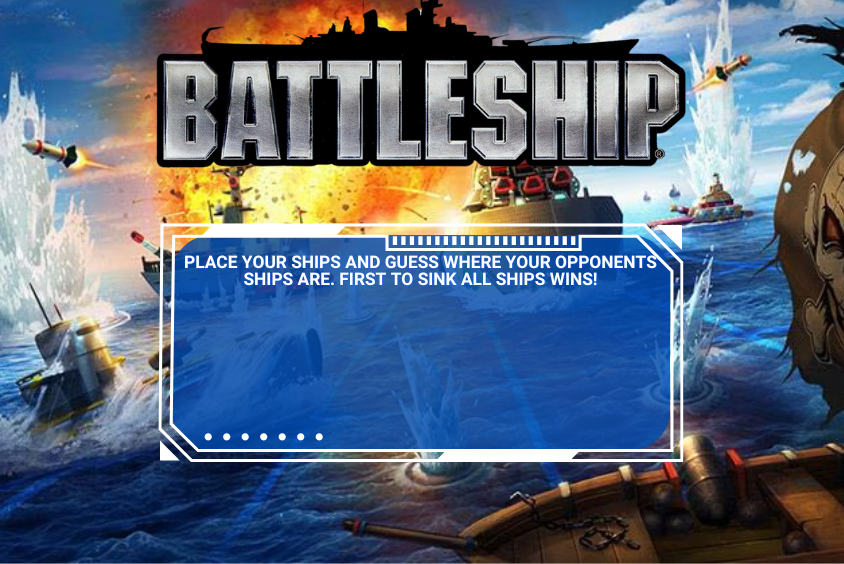 BATTLESHIP®
PLACE YOUR SHIPS AND GUESS WHERE YOUR OPPONENTS
SHIPS ARE. FIRST TO SINK ALL SHIPS WINS!